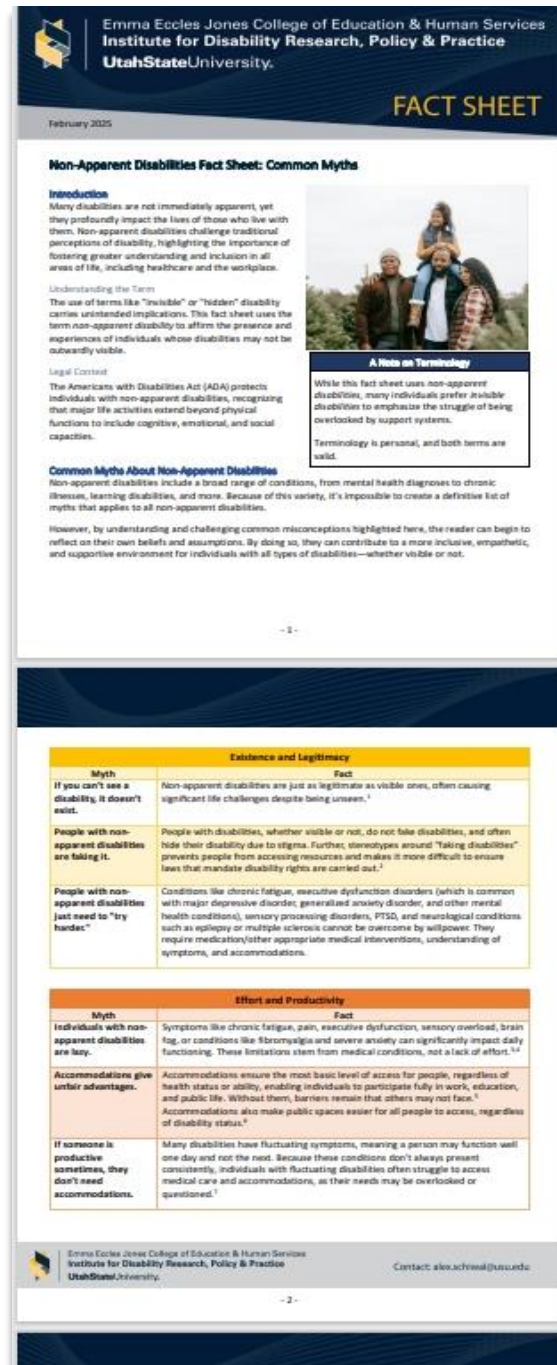 Emma Eccles Jones College of Education & Human Services
Institute for Disability Research, Policy & Practice
UtahStateUniversity.
FACT SHEET
February 2025
Non-Apparent Disabilities Fact Sheet: Common Myths
Introduction
Many disabilities are not immediately apparent, yet
they profoundly impact the lives of those who live with
them. Non-apparent disabilities challenge traditional
perceptions of disability, highlighting the importance of
fostering greater understanding and inclusion in all
areas of life, including healthcare and the workplace.
Understanding the Term
The use of terms like "invisible" or "hidden" disability
carries unintended implications. This fact sheet uses the
term non-apparent disability to affirm the presence and
experiences of individuals whose disabilities may not be
outwardly visible.
Legal Context
The Americans with Disabilities Act (ADA) protects
individuals with non-apparent disabilities, recognizing
that major life activities extend beyond physical
functions to include cognitive, emotional, and social
capacities.
A Note on Terminology
While this fact sheet uses non-apparent
disabilities, many individuals prefer invisible
disabilities to emphasize the struggle of being
overlooked by support systems.
Terminology is personal, and both terms are
valid.
Common Myths About Non-Apparent Disabilities
Non-apparent disabilities include a broad range of conditions, from mental health diagnoses to chronic
illnesses, learning disabilities, and more. Because of this variety, it's impossible to create a definitive list of
myths that applies to all non-apparent disabilities.
However, by understanding and challenging common misconceptions highlighted here, the reader can begin to
reflect on their own beliefs and assumptions. By doing so, they can contribute to a more inclusive, empathetic,
and supportive environment for individuals with all types of disabilities—whether visible or not.
- 1 -
Existence and Legitimacy
Myth Fact
If you can't see a
disability, it doesn't
exist.
Non-apparent disabilities are just as legitimate as visible ones, often causing
significant life challenges despite being unseen.1
People with non-
apparent disabilities
are faking it.
People with disabilities, whether visible or not, do not fake disabilities, and often
hide their disability due to stigma. Further, stereotypes around "faking disabilities"
prevents people from accessing resources and makes it more difficult to ensure
laws that mandate disability rights are carried out.2
People with non-
apparent disabilities
just need to "try
harder."
Conditions like chronic fatigue, executive dysfunction disorders (which is common
with major depressive disorder, generalized anxiety disorder, and other mental
health conditions), sensory processing disorders, PTSD, and neurological conditions
such as epilepsy or multiple sclerosis cannot be overcome by willpower. They
require medication/other appropriate medical interventions, understanding of
symptoms, and accommodations.
Effort and Productivity
Myth Fact
Individuals with non-
apparent disabilities
are lazy.
Symptoms like chronic fatigue, pain, executive dysfunction, sensory overload, brain
fog, or conditions like fibromyalgia and severe anxiety can significantly impact daily
functioning. These limitations stem from medical conditions, not a lack of effort.3,4
Accommodations give
unfair advantages.
Accommodations ensure the most basic level of access for people, regardless of
health status or ability, enabling individuals to participate fully in work, education,
and public life. Without them, barriers remain that others may not face.5
Accommodations also make public spaces easier for all people to access, regardless
of disability status.6
If someone is
productive
sometimes, they
don't need
accommodations.
Many disabilities have fluctuating symptoms, meaning a person may function well
one day and not the next. Because these conditions don't always present
consistently, individuals with fluctuating disabilities often struggle to access
medical care and accommodations, as their needs may be overlooked or
questioned.7
Emma Eccles Jones College of Education & Human Services
Institute for Disability Research, Policy & Practice
UtahStateUniversity.
Contact: alex.schiwal@usu.edu
- 2 -